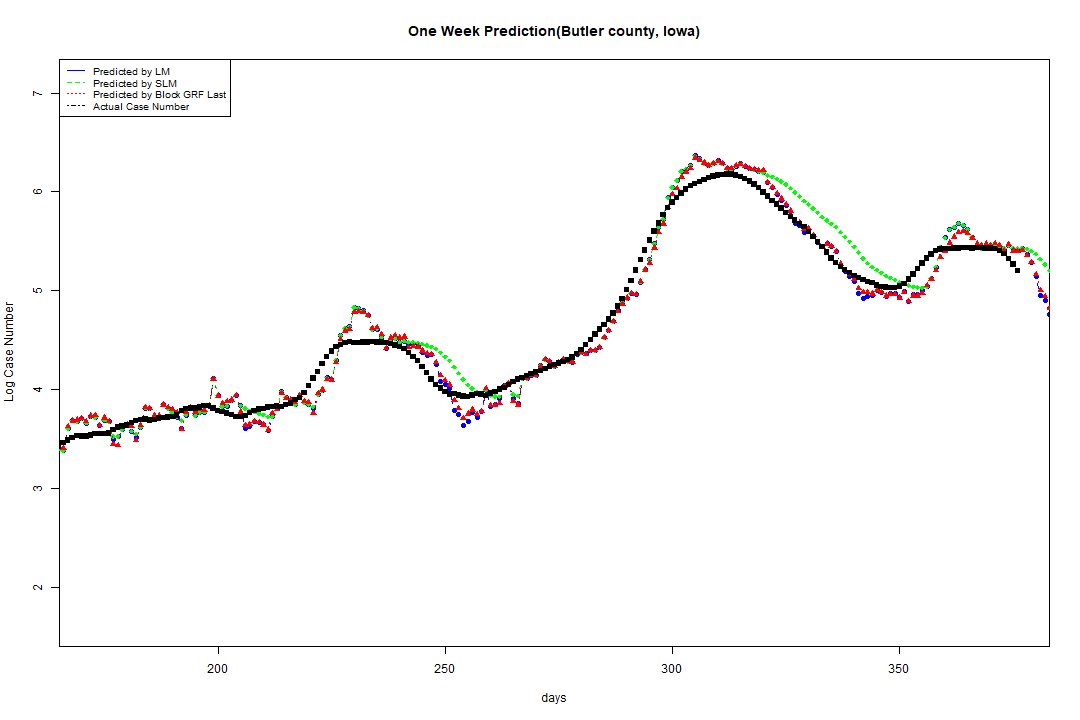 One Week Prediction(Butler county, Iowa)
Predicted by LM
Predicted by SLM
Predicted by Block GRF Last
Actual Case Number
7
6
5
4
3
2
Log Case Number
200
250
300
350
days